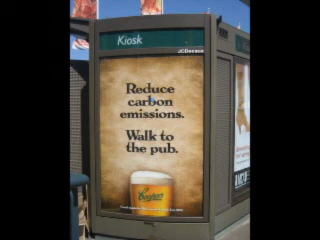 Kiosk
JCDecaux
Reduce
carbon
emissions.
Walk to
the pub.